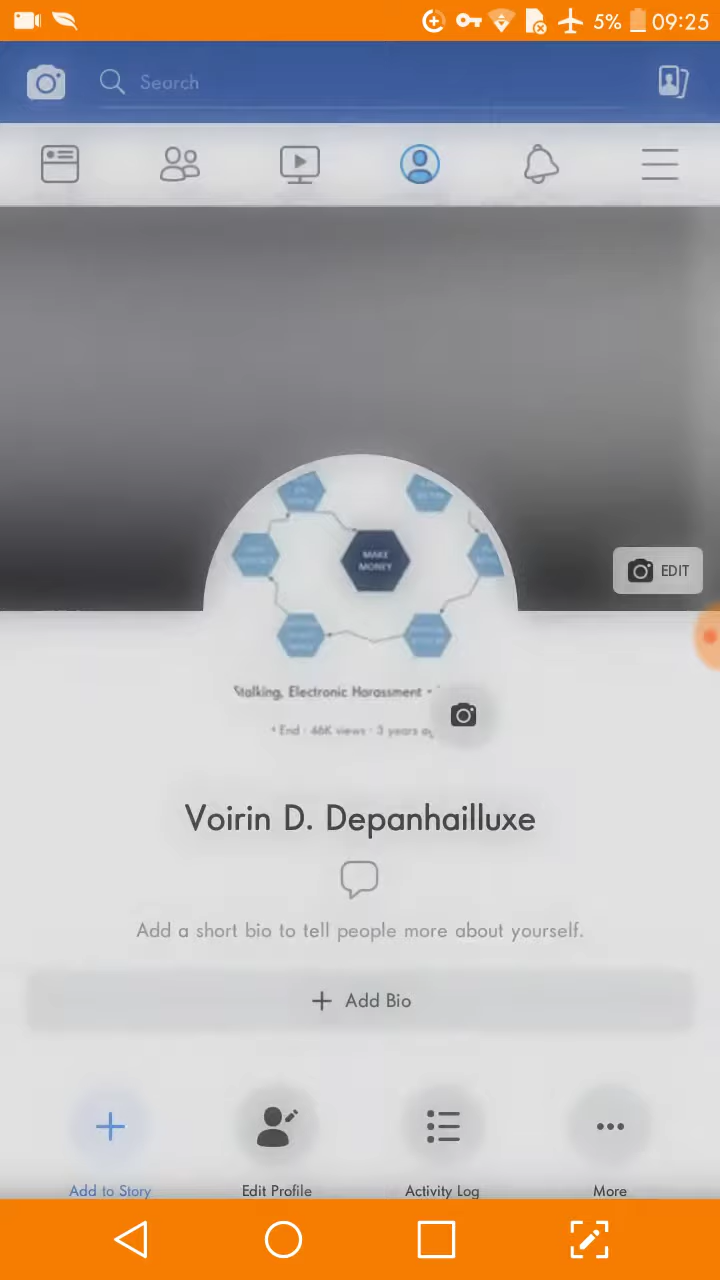 5% 09:25
Search
MAKE
MONEY
EDIT
Stalking, Electronic Harassment -
End · 46K views · 3 years
Voirin D. Depanhailluxe
Add a short bio to tell people more about yourself.
+ Add Bio
Add to Story Edit Profile Activity Log More